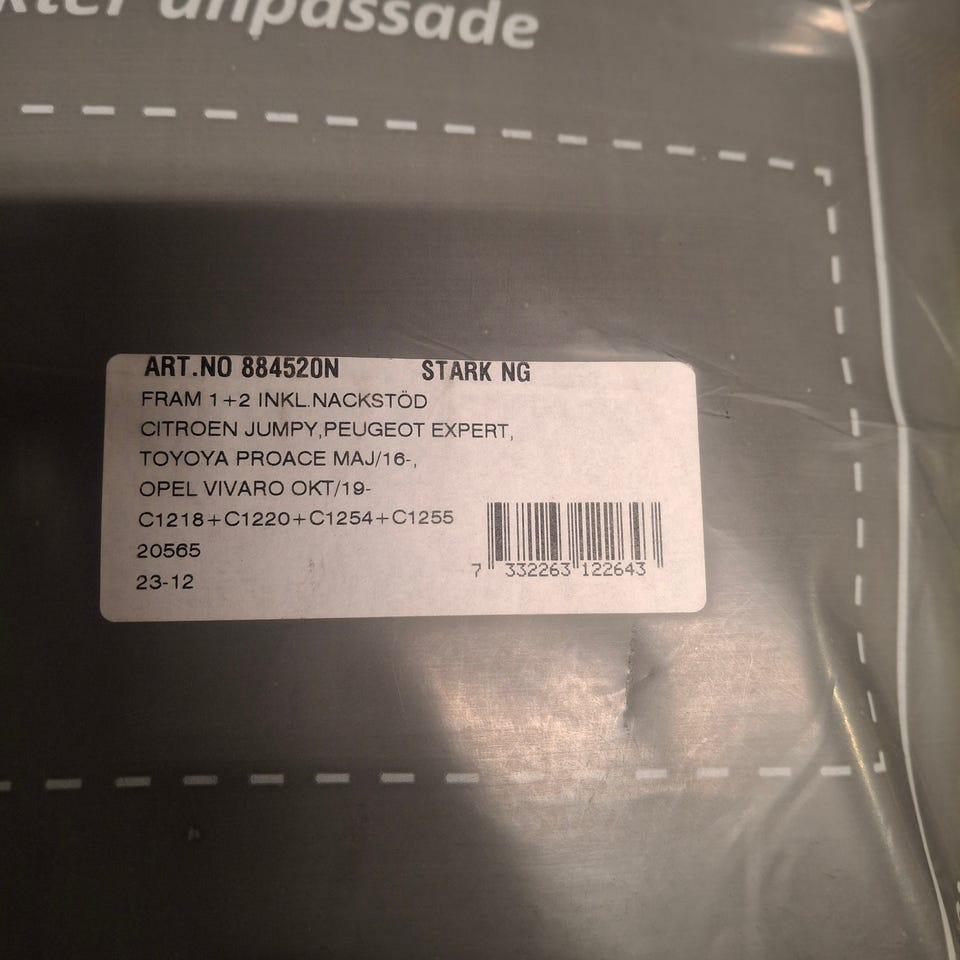 anpassade
ART.NO 884520N STARK NG
FRAM 1+2 INKL.NACKSTÖD
CITROEN JUMPY,PEUGEOT EXPERT,
TOYOYA PROACE MAJ/16-,
OPEL VIVARO OKT/19-
C1218+C1220+C1254+C1255
20565
23-12
7 332263 122643